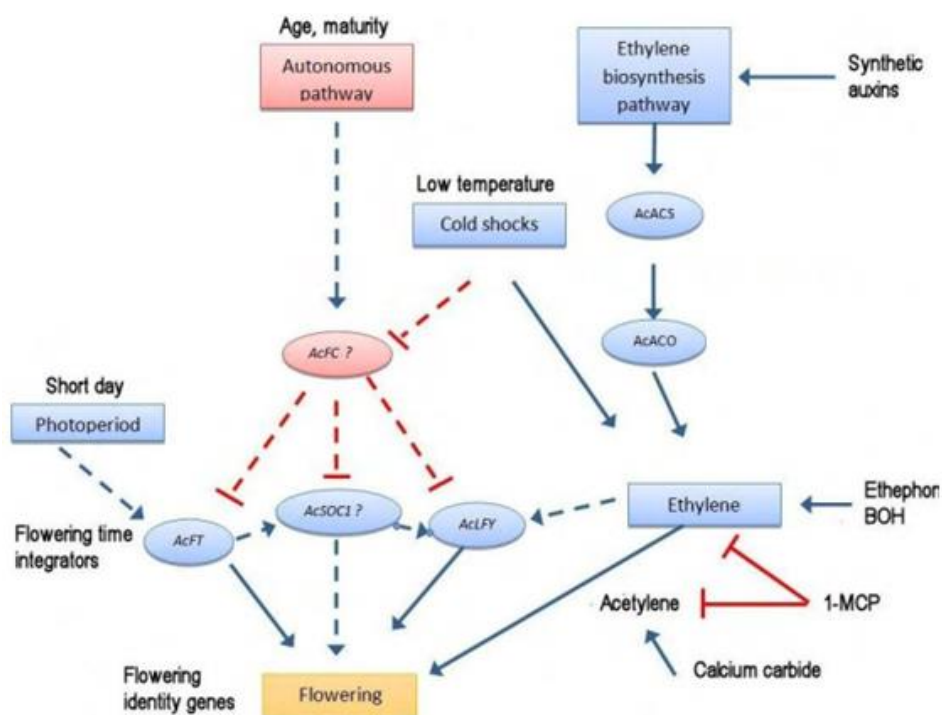 Age, maturity
Autonomous
pathway
Ethylene
biosynthesis
pathway
Synthetic
auxins
Low temperature
Cold shocks
AcACS
AcACO
AcFC ?
Short day
Photoperiod
AcSOC1 ?
AcLFY
AcFT
Flowering time
integrators
Ethylene
Ethephon
BOH
Acetylene
1-MCP
Calcium carbide
Flowering
identity genes
Flowering